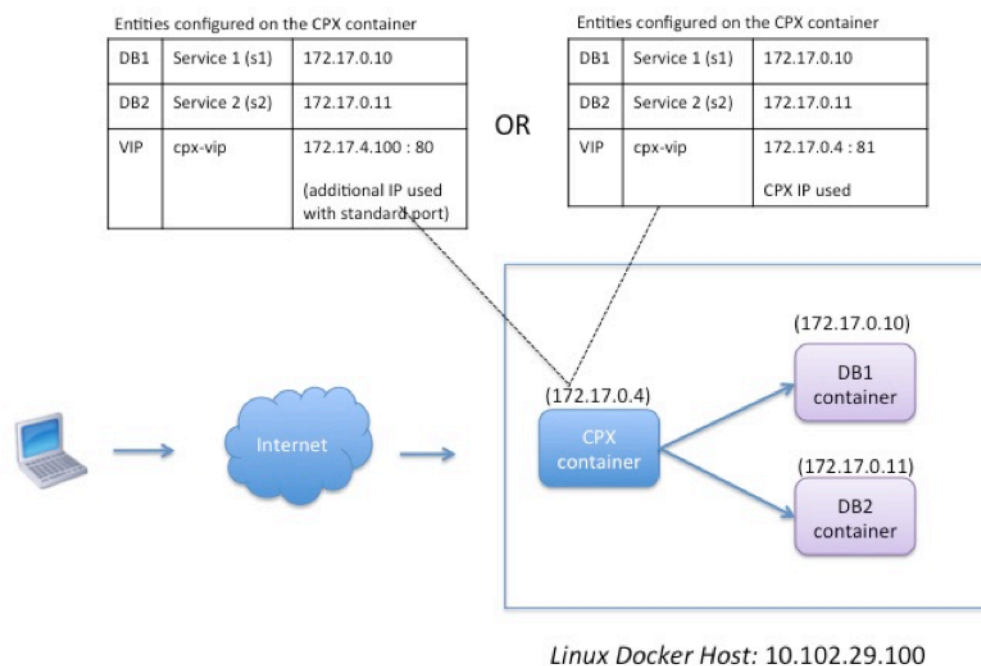 Entities configured on the CPX container
DB1 Service 1 (s1) 172.17.0.10
DB2 Service 2 (s2) 172.17.0.11
VIP cpx-vip 172.17.4.100 : 80
(additional IP used
with standard port)
OR
Entities configured on the CPX container
DB1 Service 1 (s1) 172.17.0.10
DB2 Service 2 (s2) 172.17.0.11
VIP cpx-vip 172.17.0.4 : 81
CPX IP used
Internet
(172.17.0.4)
CPX
container
(172.17.0.10)
DB1
container
(172.17.0.11)
DB2
container
Linux Docker Host: 10.102.29.100